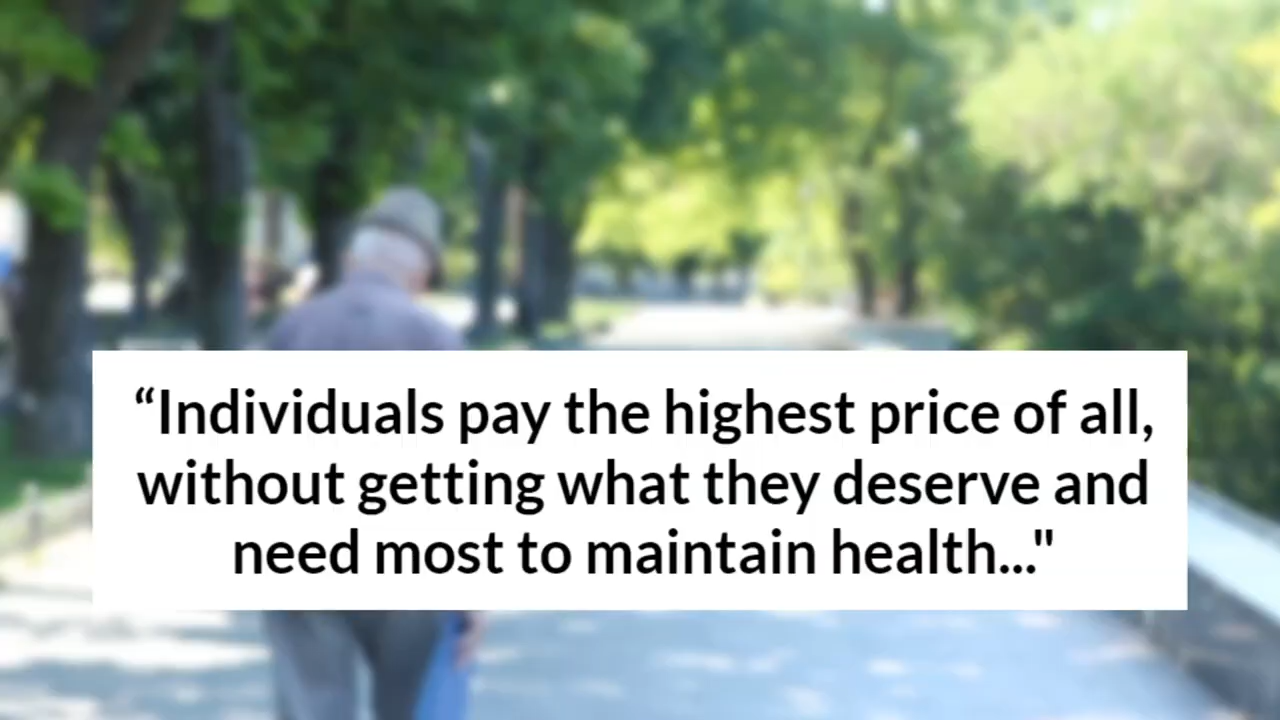 “Individuals pay the highest price of all,
without getting what they deserve and
need most to maintain health..."